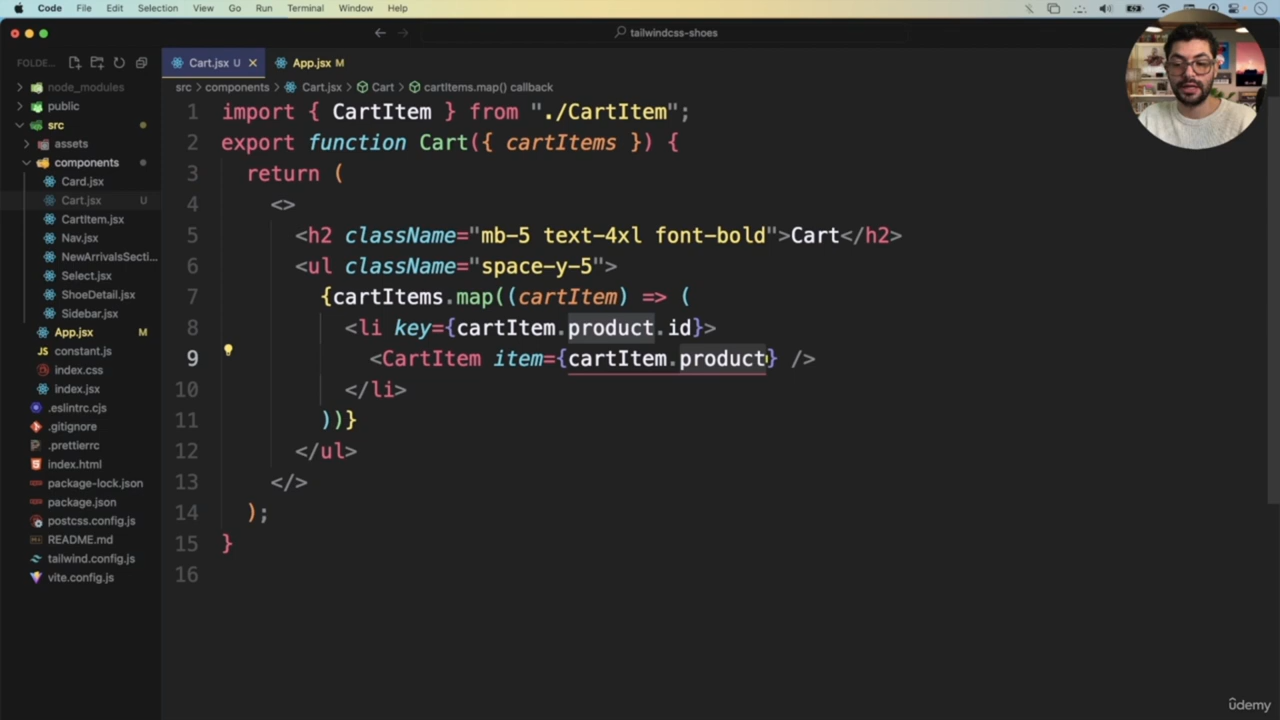 Code File Edit Selection View Go Run Terminal Window Help
tailwindcss-shoes
FOLDE...
Cart.jsx U
App.jsx M
src components Cart.jsx Cart cartItems.map() callback
node_modules
public
src
assets
components
Card.jsx
Cart.jsx U
CartItem.jsx
Nav.jsx
NewArrivalsSecti...
Select.jsx
ShoeDetail.jsx
Sidebar.jsx
App.jsx M
JS constant.js
index.css
index.jsx
.eslintrc.cjs
.gitignore
.prettierrc
index.html
package-lock.json
package.json
postcss.config.js
README.md
tailwind.config.js
vite.config.js
1 import { CartItem } from "./CartItem";
2 export function Cart({ cartItems }) {
3 return (
4 <>
5 <h2 className="mb-5 text-4xl font-bold">Cart</h2>
6 <ul className="space-y-5">
7 {cartItems.map((cartItem) => (
8 <li key={cartItem.product.id}>
9 <CartItem item={cartItem.product} />
10 </li>
11 ))}
12 </ul>
13 </>
14 );
15 }
16
ûdemy